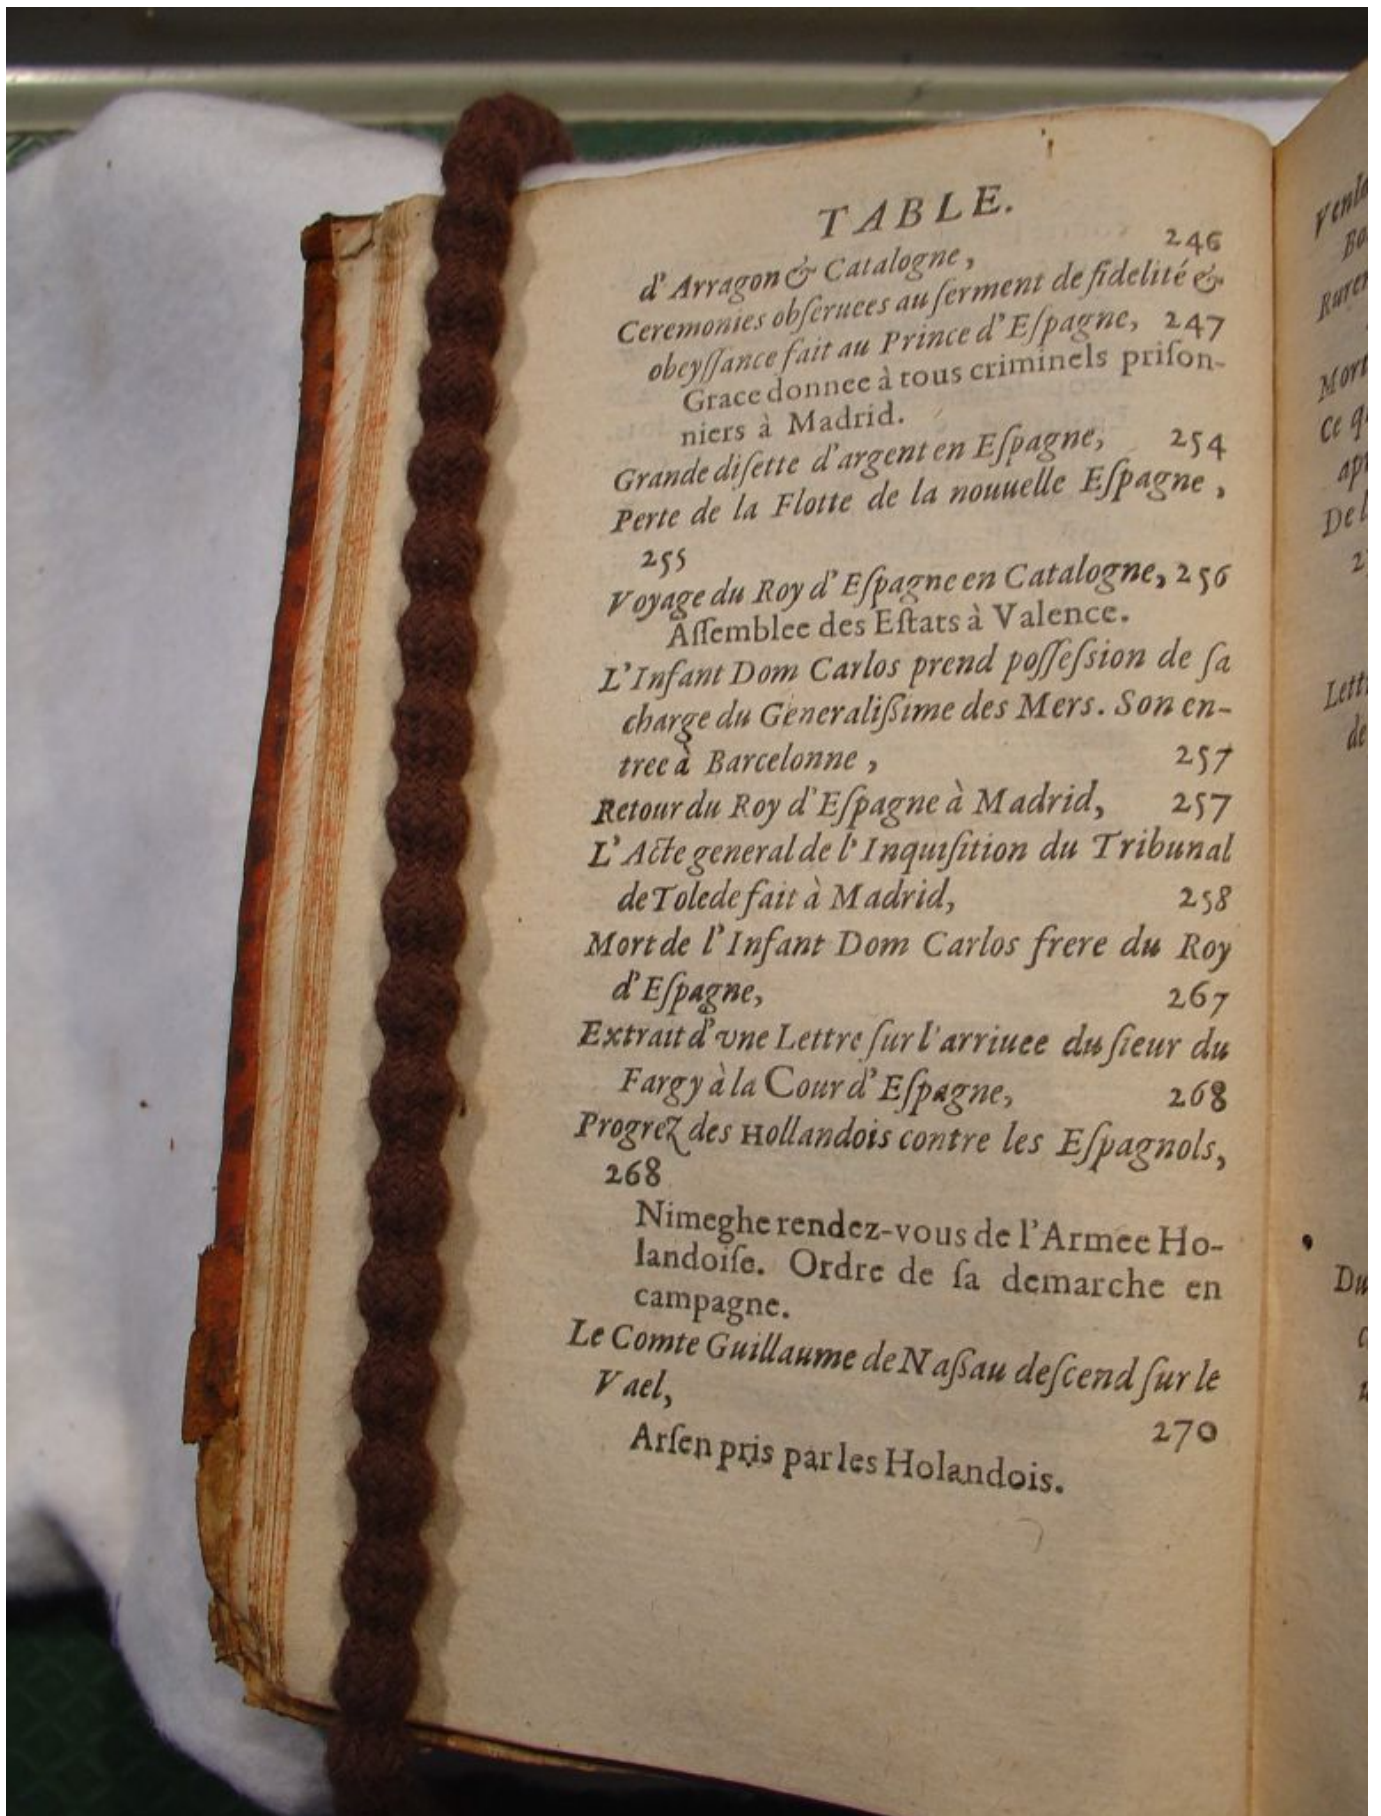 TABLE.
d'Arragon & Catalogne, 246
Ceremonies obſeruees au ſerment de fidelité &
obeyſſance fait au Prince d'Eſpagne, 247
Grace donnee à tous criminels priſon-
niers à Madrid.
Grande diſette d'argent en Eſpagne, 254
Perte de la Flotte de la nouuelle Eſpagne,
255
Voyage du Roy d'Eſpagne en Catalogne, 256
Aſſemblee des Eſtats à Valence.
L'Infant Dom Carlos prend poſſeſsion de ſa
charge du Generaliſsime des Mers. Son en-
tree à Barcelonne, 257
Retour du Roy d'Eſpagne à Madrid, 257
L'Acte general de l'Inquiſition du Tribunal
de Tolede fait à Madrid, 258
Mort de l'Infant Dom Carlos frere du Roy
d'Eſpagne, 267
Extrait d'vne Lettre ſur l'arriuee du ſieur du
Fargy à la Cour d'Eſpagne, 268
Progrez des Hollandois contre les Eſpagnols,
268
Nimeghe rendez-vous de l'Armee Ho-
landoiſe. Ordre de ſa demarche en
campagne.
Le Comte Guillaume de Naſsau deſcend ſur le
Vael, 270
Arſen pris par les Holandois.
Mort
Ce
De
de
Du